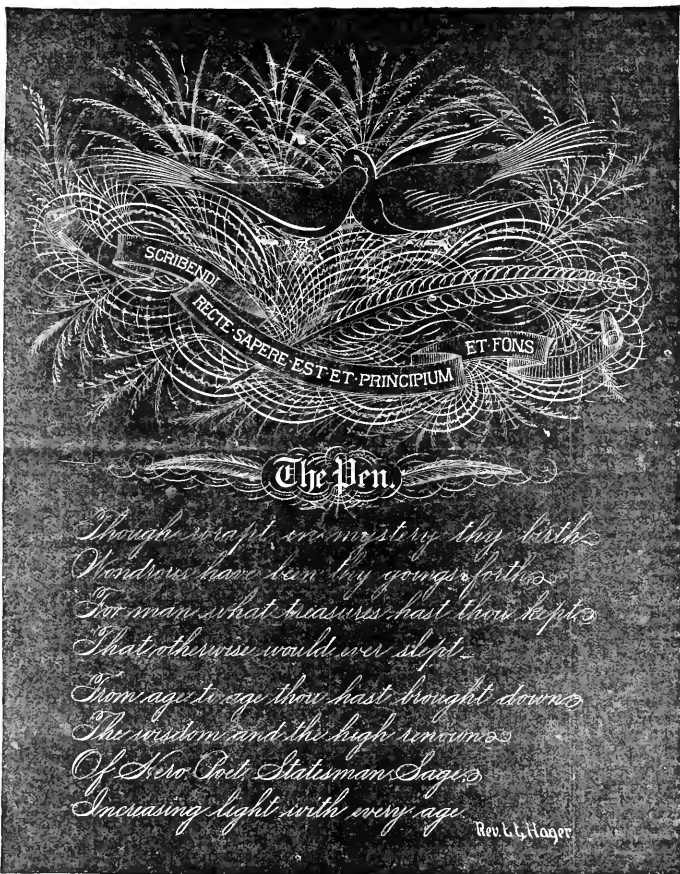 SCRIBENDI
RECTE·SAPERE·EST·ET·PRINCIPIUM
ET FONS
The Pen.
Though wrapt in mystery thy birth
Wondrous have been thy goings forth
For man what treasures hast thou kept
That otherwise would ever slept
From age to age thou hast brought down
The wisdom and the high renown
Of Hero Poet, Statesman, Sage,
Increasing light with every age.
Rev. L. G. Hager